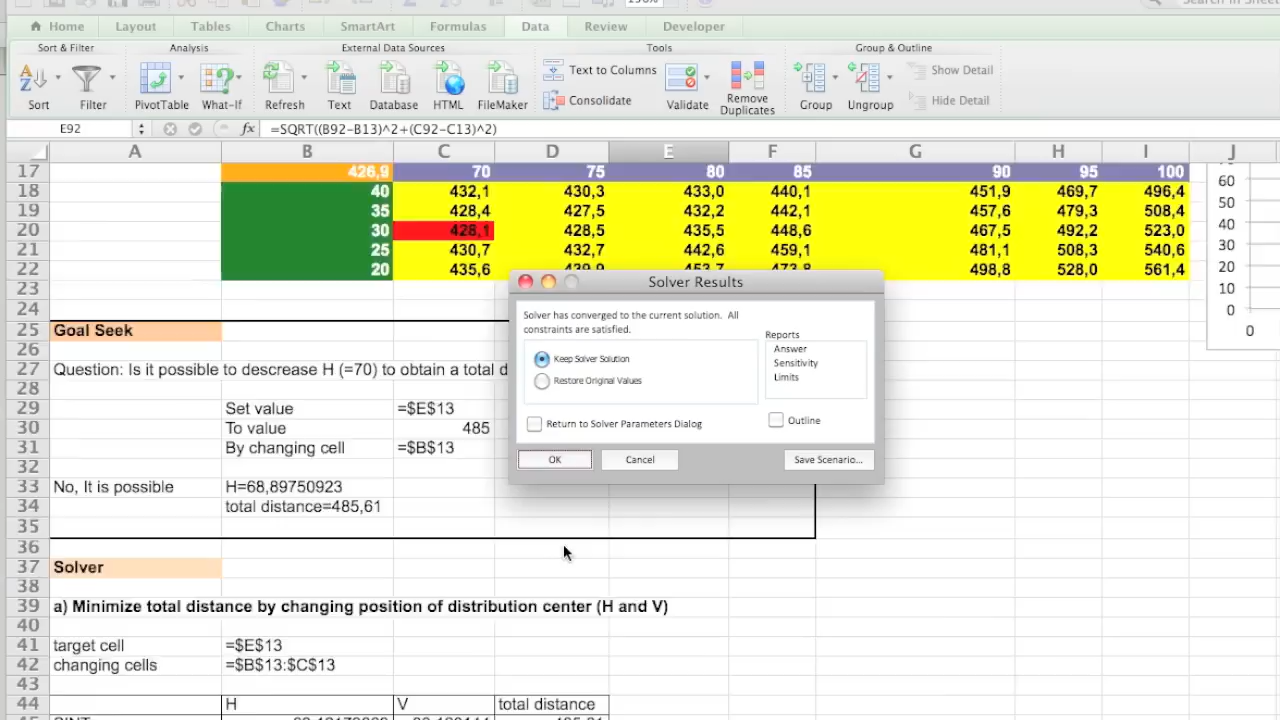 Search in Sheet
Home Layout Tables Charts SmartArt Formulas Data Review Developer
Sort & Filter Analysis External Data Sources Tools Group & Outline
Text to Columns Show Detail
Consolidate Hide Detail
Sort Filter PivotTable What-If Refresh Text Database HTML FileMaker Validate Remove Duplicates Group Ungroup
E92 fx =SQRT((B92-B13)^2+(C92-C13)^2)
A B C D E F G H I J
17 426,9 70 75 80 85 90 95 100
18 40 432,1 430,3 433,0 440,1 451,9 469,7 496,4 60
19 35 428,4 427,5 432,2 442,1 457,6 479,3 508,4 50
20 30 428,1 428,5 435,5 448,6 467,5 492,2 523,0 40
21 25 430,7 432,7 442,6 459,1 481,1 508,3 540,6 30
22 20 435,6 439,9 453,7 473,8 498,8 528,0 561,4 20
23 10
24 0
25 Goal Seek 0
26
27 Question: Is it possible to descrease H (=70) to obtain a total d
28
29 Set value =$E$13
30 To value 485
31 By changing cell =$B$13
32
33 No, It is possible H=68,89750923
34 total distance=485,61
35
36
37 Solver
38
39 a) Minimize total distance by changing position of distribution center (H and V)
40
41 target cell =$E$13
42 changing cells =$B$13:$C$13
43
44 H V total distance
Solver Results
Solver has converged to the current solution. All
constraints are satisfied.
Reports
Keep Solver Solution
Restore Original Values
Answer
Sensitivity
Limits
Return to Solver Parameters Dialog
Outline
OK Cancel Save Scenario...